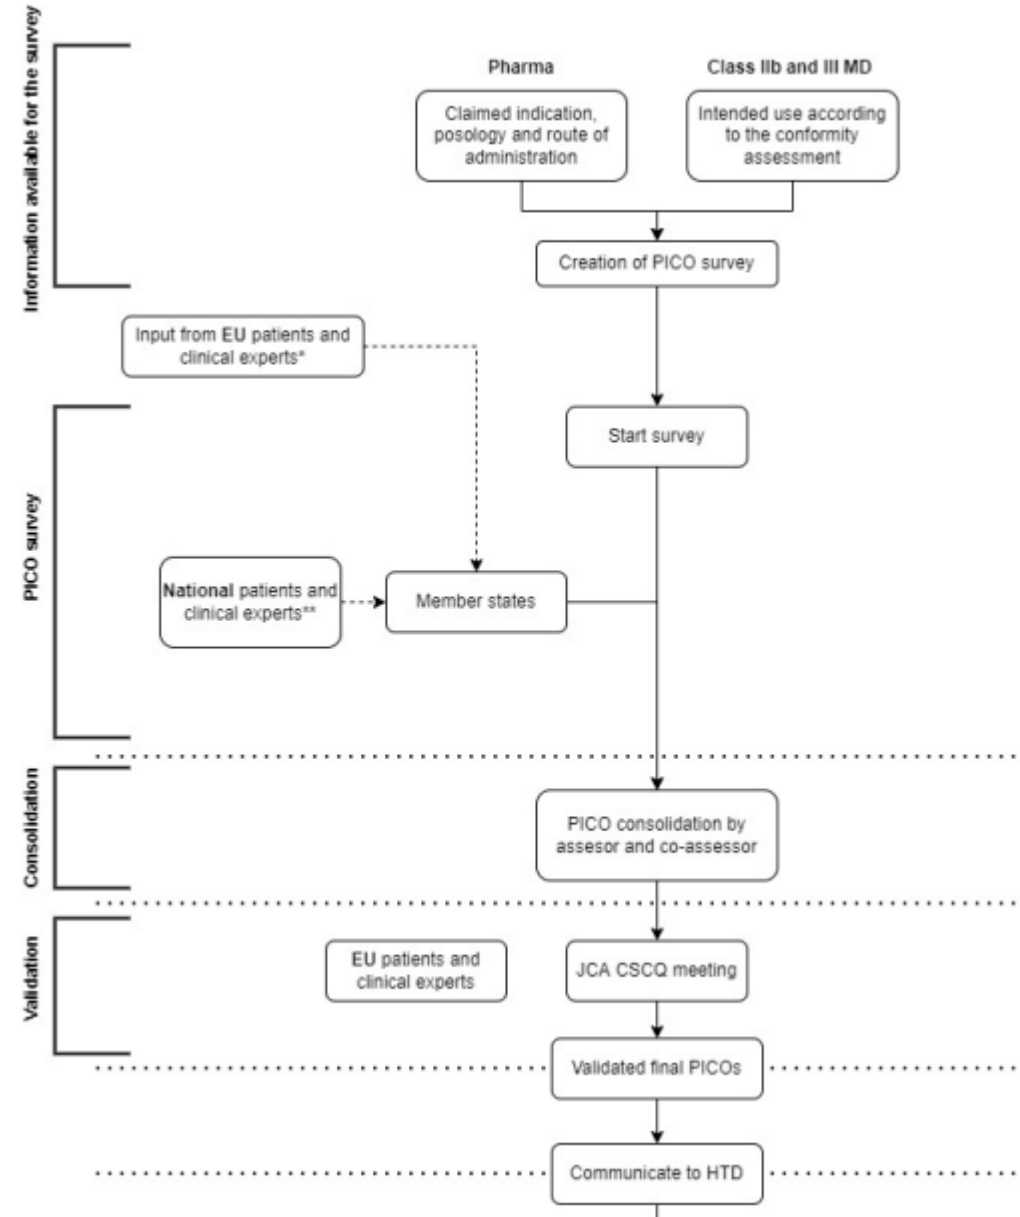 Information available for the survey
Pharma
Class IIb and III MD
Claimed indication,
posology and route of
administration
Intended use according
to the conformity
assessment
Creation of PICO survey
Input from EU patients and
clinical experts*
PICO survey
Start survey
National patients and
clinical experts**
Member states
Consolidation
PICO consolidation by
assesor and co-assessor
Validation
EU patients and
clinical experts
JCA CSCQ meeting
Validated final PICOs
Communicate to HTD